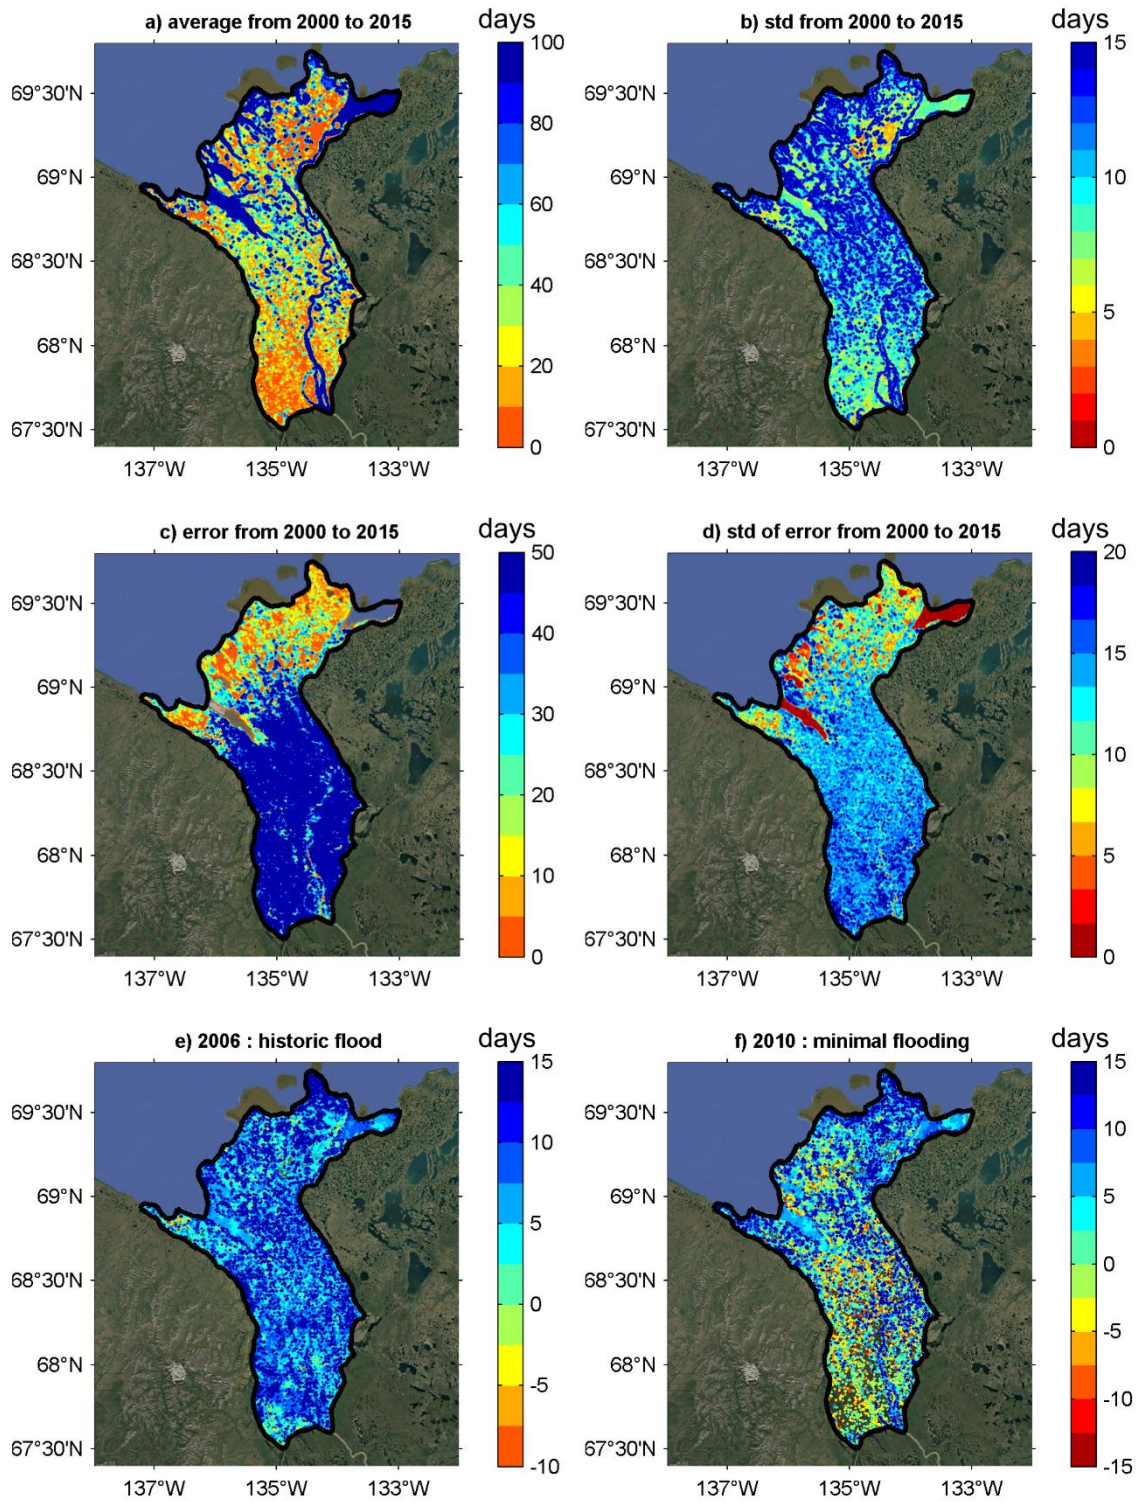 a) average from 2000 to 2015
days
b) std from 2000 to 2015
days
69°30'N
69°N
68°30'N
68°N
67°30'N
137°W
135°W
133°W
100
80
60
40
20
0
69°30'N
69°N
68°30'N
68°N
67°30'N
137°W
135°W
133°W
15
10
5
0
c) error from 2000 to 2015
days
d) std of error from 2000 to 2015
days
69°30'N
69°N
68°30'N
68°N
67°30'N
137°W
135°W
133°W
50
40
30
20
10
0
69°30'N
69°N
68°30'N
68°N
67°30'N
137°W
135°W
133°W
20
15
10
5
0
e) 2006 : historic flood
days
f) 2010 : minimal flooding
days
69°30'N
69°N
68°30'N
68°N
67°30'N
137°W
135°W
133°W
15
10
5
0
-5
-10
69°30'N
69°N
68°30'N
68°N
67°30'N
137°W
135°W
133°W
15
10
5
0
-5
-10
-15